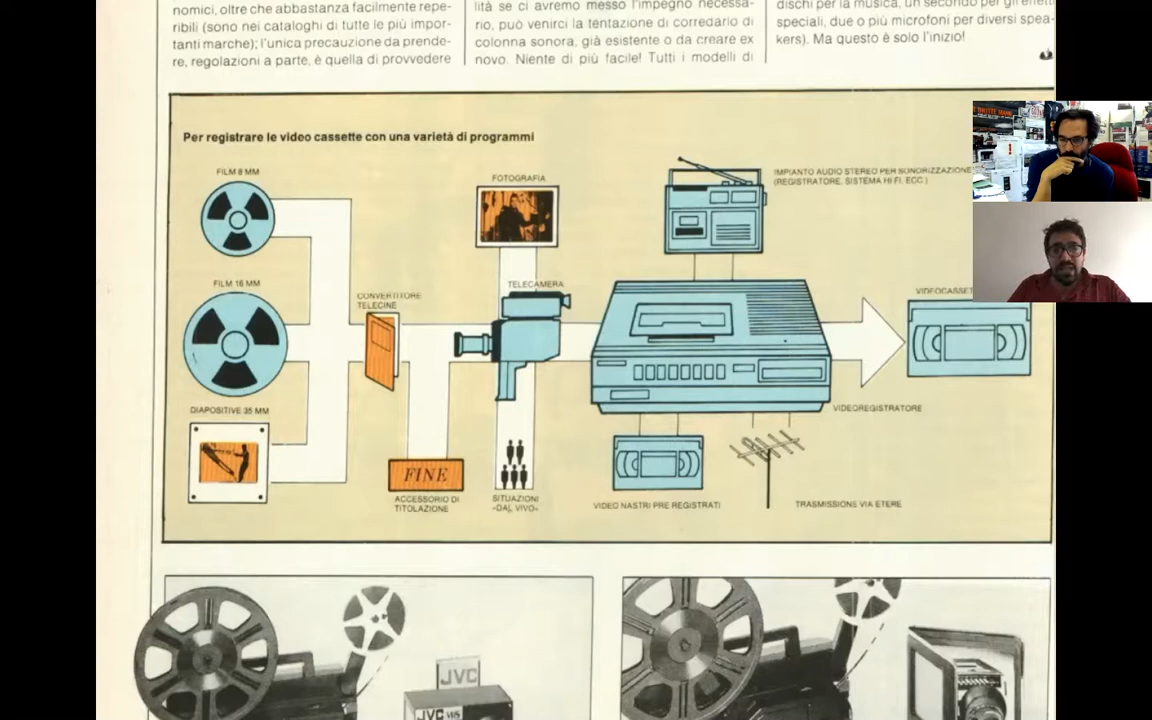 nomici, oltre che abbastanza facilmente repe-
ribili (sono nei cataloghi di tutte le più impor-
tanti marche); l'unica precauzione da prende-
re, regolazioni a parte, è quella di provvedere
lità se ci avremo messo l'impegno necessa-
rio, può venirci la tentazione di corredarlo di
colonna sonora, già esistente o da creare ex
novo. Niente di più facile! Tutti i modelli di
dischi per la musica, un secondo per gli effetti
speciali, due o più microfoni per diversi spea-
kers). Ma questo è solo l'inizio!
Per registrare le video cassette con una varietà di programmi
FILM 8 MM
FOTOGRAFIA
IMPIANTO AUDIO STEREO PER SONORIZZAZIONE
(REGISTRATORE, SISTEMA HI FI, ECC.)
FILM 16 MM
CONVERTITORE
TELECINE
TELECAMERA
VIDEOCASSET
DIAPOSITIVE 35 MM
VIDEOREGISTRATORE
FINE
ACCESSORIO DI
TITOLAZIONE
SITUAZIONI
«DAL VIVO»
VIDEO NASTRI PRE REGISTRATI
TRASMISSIONE VIA ETERE
JVC
JVC VHS